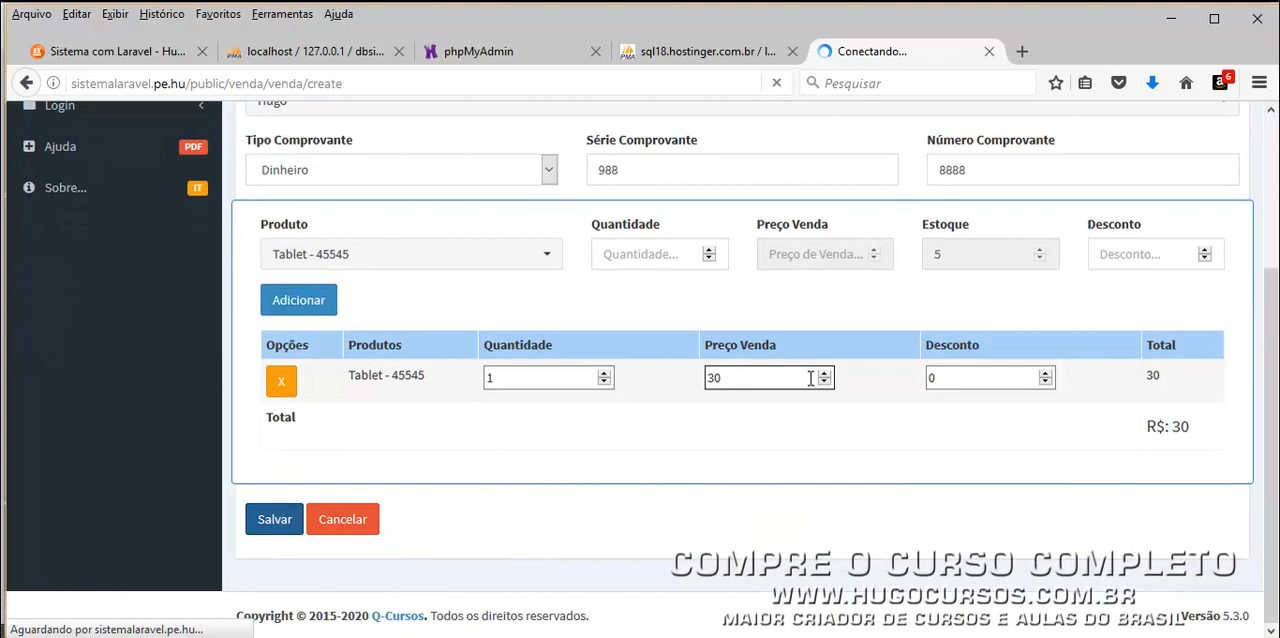 Arquivo Editar Exibir Histórico Favoritos Ferramentas Ajuda
Sistema com Laravel - Hu... localhost / 127.0.0.1 / dbsi... phpMyAdmin sql18.hostinger.com.br / l... Conectando...
sistemalaravel.pe.hu/public/venda/venda/create Pesquisar 6
Login Hugo
Tipo Comprovante Série Comprovante Número Comprovante
Ajuda PDF
Dinheiro 988 8888
Sobre... IT
Produto Quantidade Preço Venda Estoque Desconto
Tablet - 45545 Quantidade... Preço de Venda... 5 Desconto...
Adicionar
Opções Produtos Quantidade Preço Venda Desconto Total
X Tablet - 45545 1 30 0 30
Total R$: 30
Salvar Cancelar
COMPRE O CURSO COMPLETO
WWW.HUGOCURSOS.COM.BR
MAIOR CRIADOR DE CURSOS E AULAS DO BRASIL
Copyright © 2015-2020 Q-Cursos. Todos os direitos reservados. Versão 5.3.0
Aguardando por sistemalaravel.pe.hu...